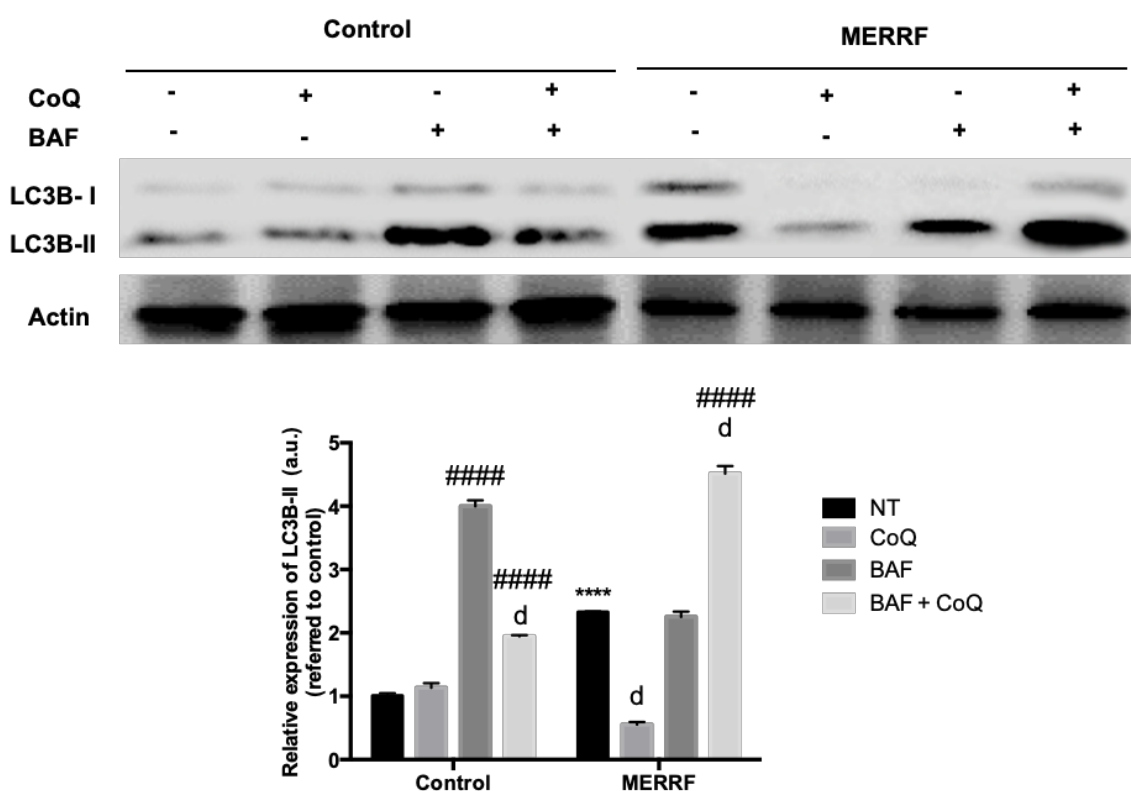 Control MERRF
CoQ - + - + - + - +
BAF - - + + - - + +
LC3B- I
LC3B-II
Actin
Relative expression of LC3B-II (a.u.)
(referred to control)
5
4
3
2
1
0
####
####
d
****
d
####
d
Control MERRF
NT
CoQ
BAF
BAF + CoQ